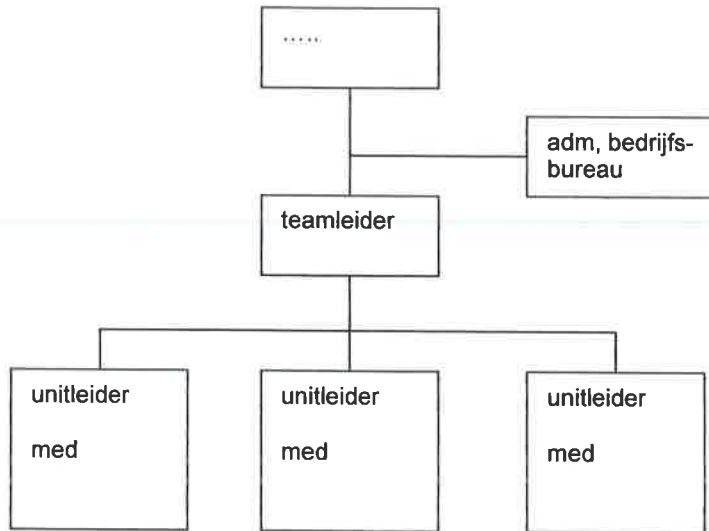 .....
adm, bedrijfs-
bureau
teamleider
unitleider
med
unitleider
med
unitleider
med